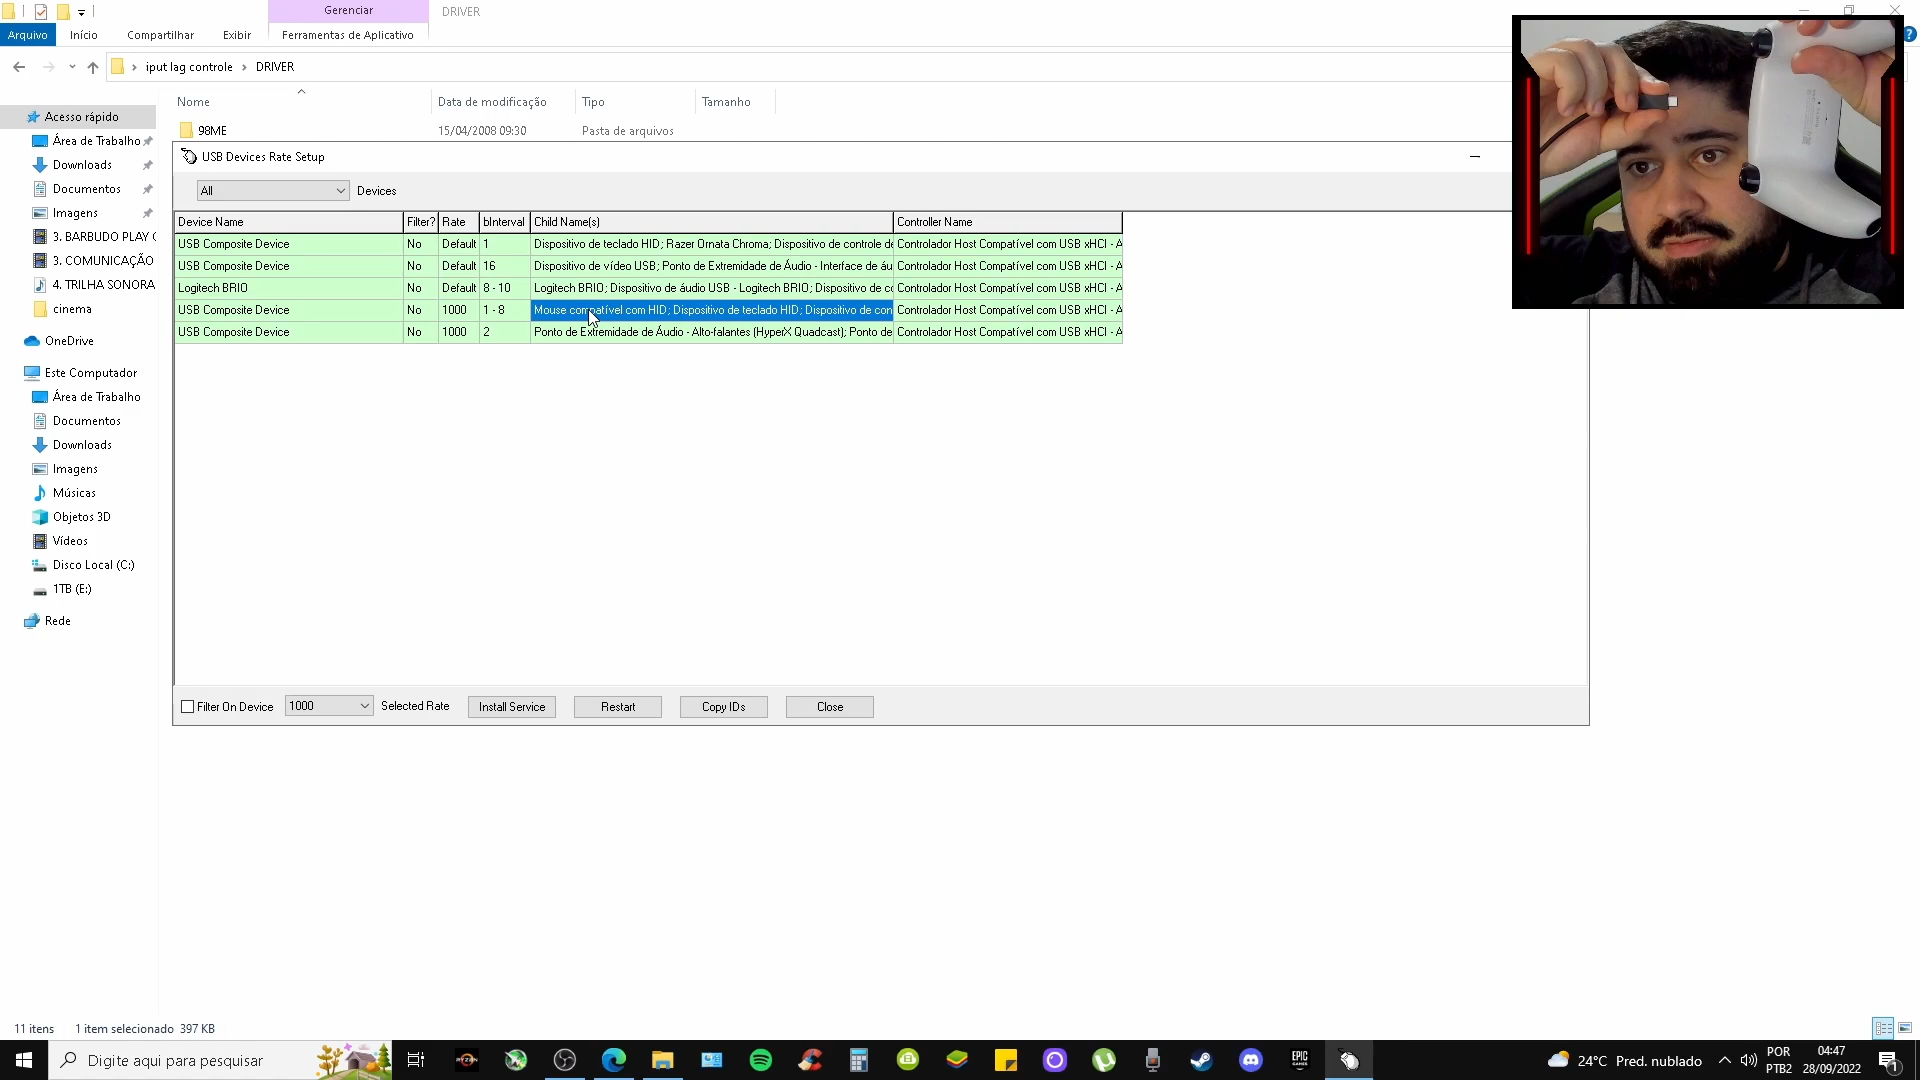 Gerenciar
DRIVER
Arquivo
Início
Compartilhar
Exibir
Ferramentas de Aplicativo
iput lag controle
DRIVER
Nome
Data de modificação
Tipo
Tamanho
98ME
15/04/2008 09:30
Pasta de arquivos
Acesso rápido
Área de Trabalho
Downloads
Documentos
Imagens
3. BARBUDO PLAY
3. COMUNICAÇÃO
4. TRILHA SONORA
cinema
OneDrive
Este Computador
Área de Trabalho
Documentos
Downloads
Imagens
Músicas
Objetos 3D
Vídeos
Disco Local (C:)
1TB (E:)
Rede
USB Devices Rate Setup
All
Devices
Device Name Filter? Rate bInterval Child Name(s) Controller Name
USB Composite Device No Default 1 Dispositivo de teclado HID; Razer Ornata Chroma; Dispositivo de controle de Controlador Host Compatível com USB xHCI - A
USB Composite Device No Default 16 Dispositivo de vídeo USB; Ponto de Extremidade de Áudio - Interface de áu Controlador Host Compatível com USB xHCI - A
Logitech BRIO No Default 8 - 10 Logitech BRIO; Dispositivo de áudio USB - Logitech BRIO; Dispositivo de co Controlador Host Compatível com USB xHCI - A
USB Composite Device No 1000 1 - 8 Mouse compatível com HID; Dispositivo de teclado HID; Dispositivo de con Controlador Host Compatível com USB xHCI - A
USB Composite Device No 1000 2 Ponto de Extremidade de Áudio - Alto-falantes (HyperX Quadcast); Ponto de Controlador Host Compatível com USB xHCI - A
Filter On Device
1000
Selected Rate
Install Service
Restart
Copy IDs
Close
11 itens
1 item selecionado 397 KB
Digite aqui para pesquisar
RYZEN
EPIC GAMES
24°C Pred. nublado
POR
PTB2
04:47
28/09/2022
1